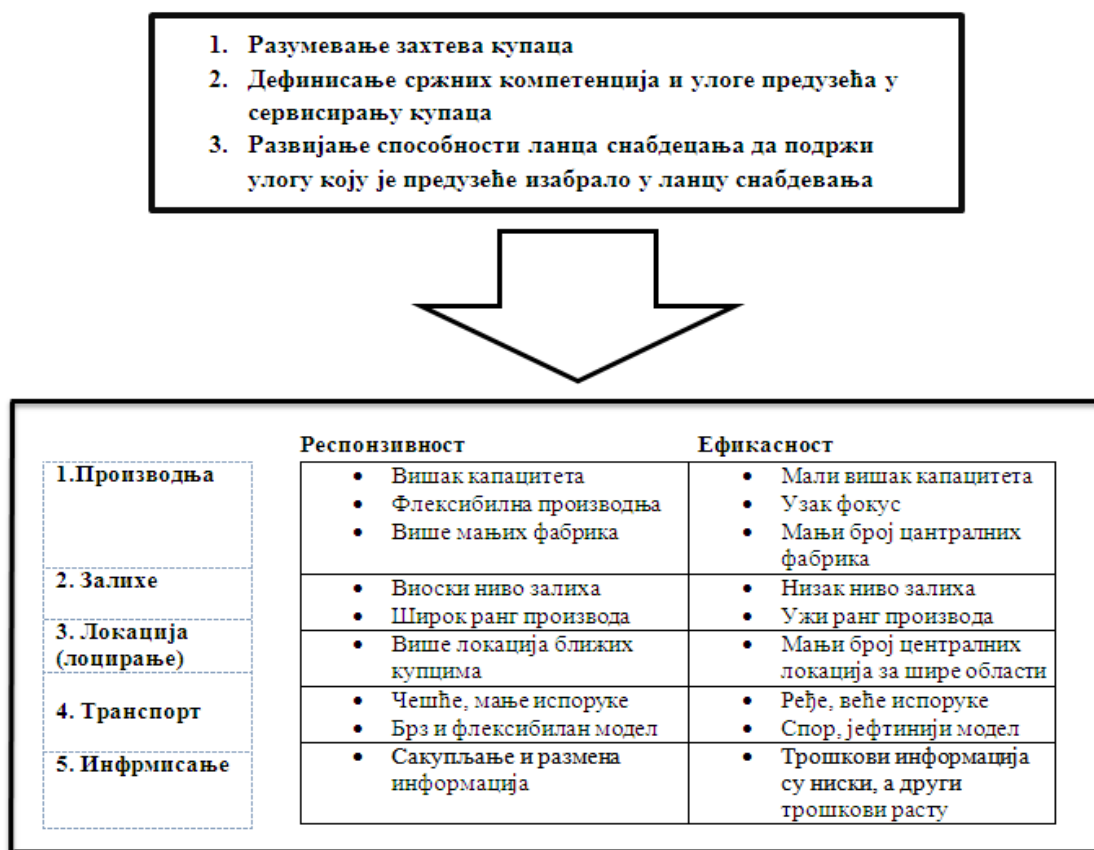 1. Разумевање захтева купаца
2. Дефинисање сржних компетенција и улоге предузећа у
сервисирању купаца
3. Развијање способности ланца снабдецања да подржи
улогу коју је предузеће изабрало у ланцу снабдевања
Респонзивност
Ефикасност
1.Производња
• Вишак капацитета
• Флексибилна производња
• Више мањих фабрика
• Мали вишак капацитета
• Узак фокус
• Мањи број цантралних
фабрика
2. Залихе
• Виоски ниво залиха
• Широк ранг производа
• Низак ниво залиха
• Ужи ранг производа
3. Локација
(лоцирање)
• Више локација ближих
купцима
• Мањи број централних
локација за шире области
4. Транспорт
• Чешће, мање испоруке
• Брз и флексибилан модел
• Ређе, веће испоруке
• Спор, јефтинији модел
5. Инфрмисање
• Сакупљање и размена
информација
• Трошкови информација
су ниски, а други
трошкови расту